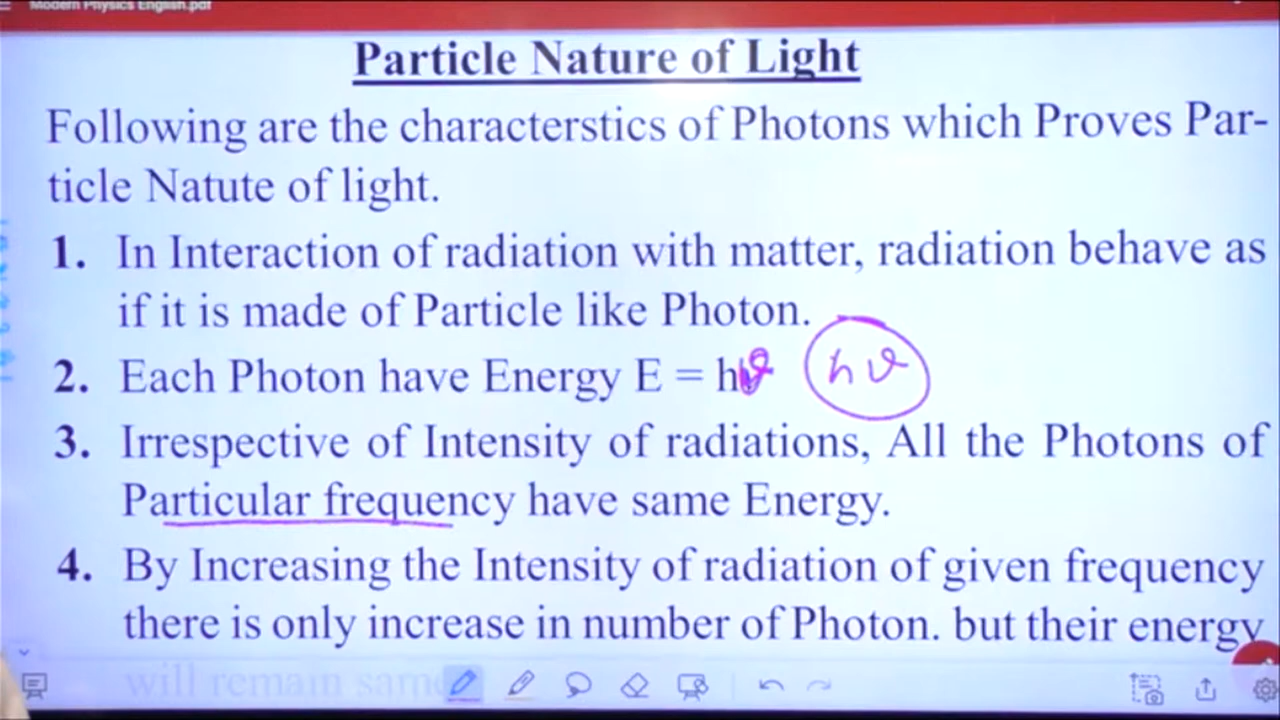 Modern Physics English.pdf
Particle Nature of Light
Following are the characterstics of Photons which Proves Par-
ticle Natute of light.
1. In Interaction of radiation with matter, radiation behave as
if it is made of Particle like Photon.
2. Each Photon have Energy E = hν hν
3. Irrespective of Intensity of radiations, All the Photons of
Particular frequency have same Energy.
4. By Increasing the Intensity of radiation of given frequency
there is only increase in number of Photon. but their energy
will remain same